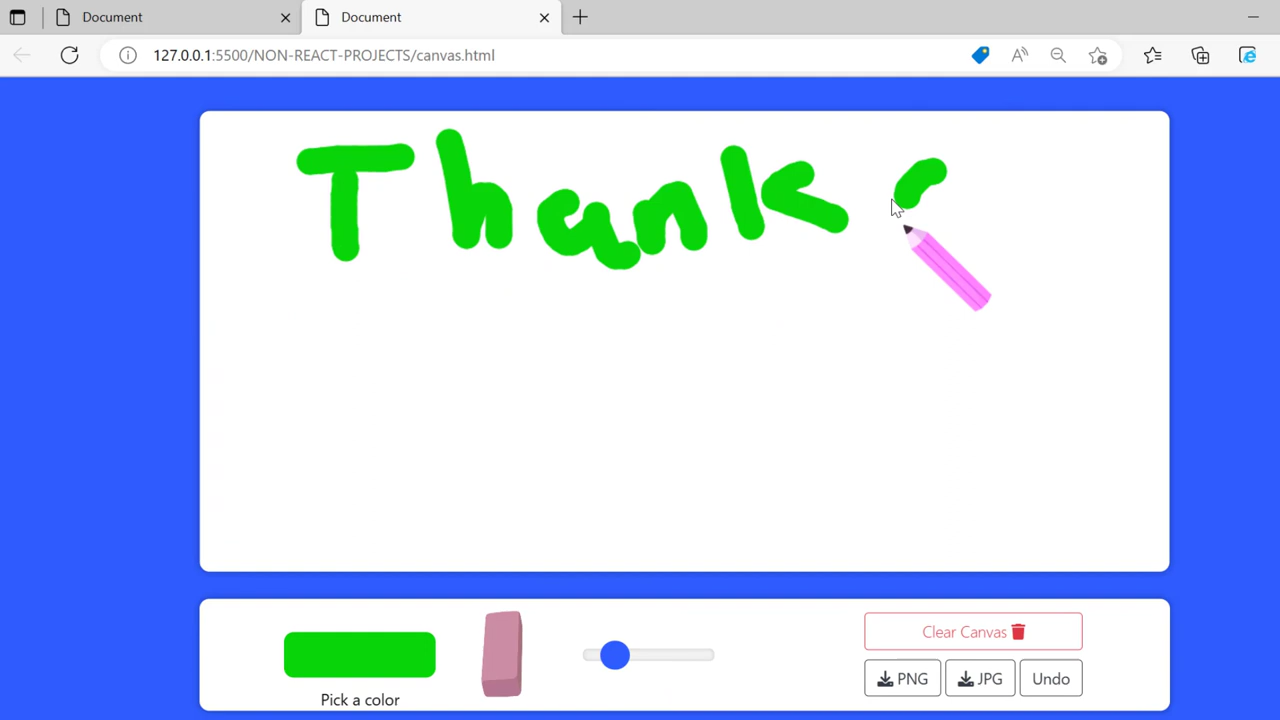 Document
Document
127.0.0.1:5500/NON-REACT-PROJECTS/canvas.html
Thank
Clear Canvas
PNG
JPG
Undo
Pick a color